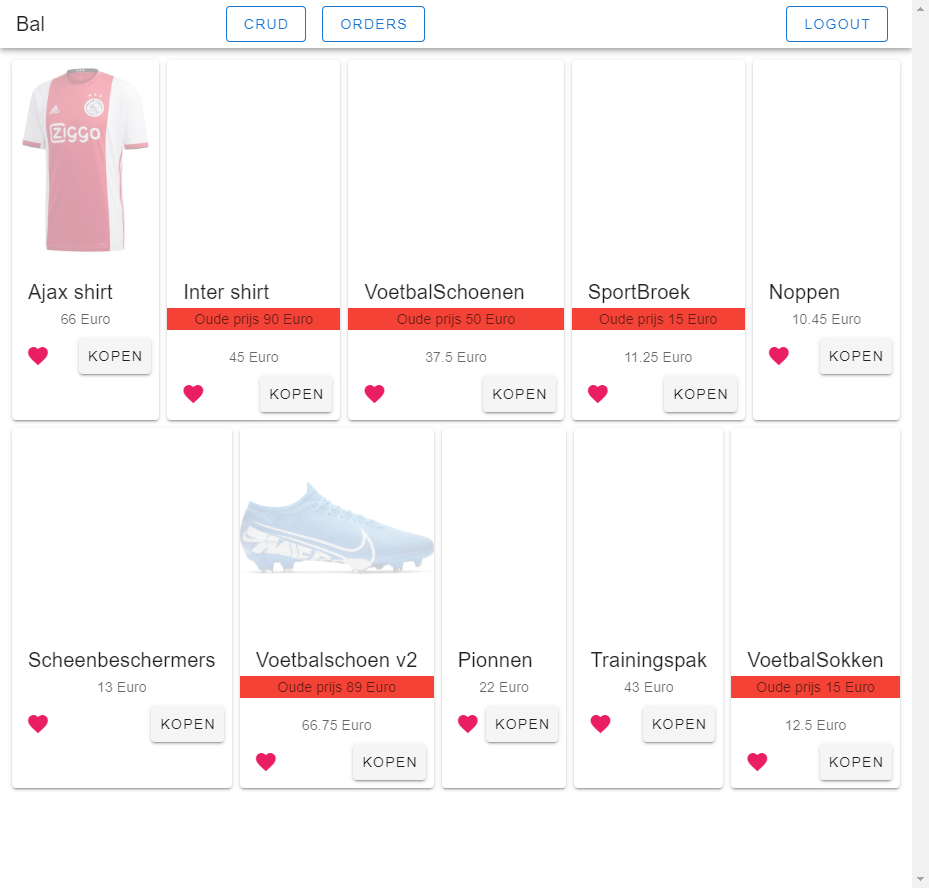 Bal CRUD ORDERS LOGOUT
ziggo
Ajax shirt
66 Euro
KOPEN
Inter shirt
Oude prijs 90 Euro
45 Euro
KOPEN
VoetbalSchoenen
Oude prijs 50 Euro
37.5 Euro
KOPEN
SportBroek
Oude prijs 15 Euro
11.25 Euro
KOPEN
Noppen
10.45 Euro
KOPEN
Scheenbeschermers
13 Euro
KOPEN
Voetbalschoen v2
Oude prijs 89 Euro
66.75 Euro
KOPEN
Pionnen
22 Euro
KOPEN
Trainingspak
43 Euro
KOPEN
VoetbalSokken
Oude prijs 15 Euro
12.5 Euro
KOPEN